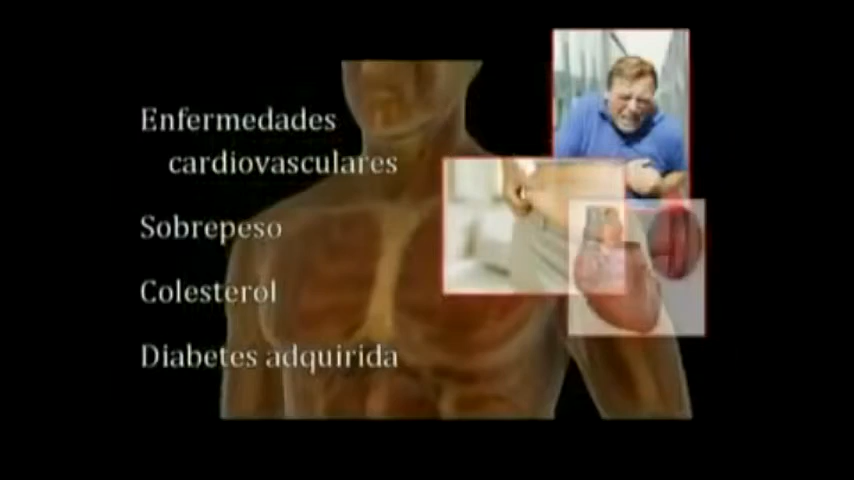 Enfermedades
cardiovasculares
Sobrepeso
Colesterol
Diabetes adquirida